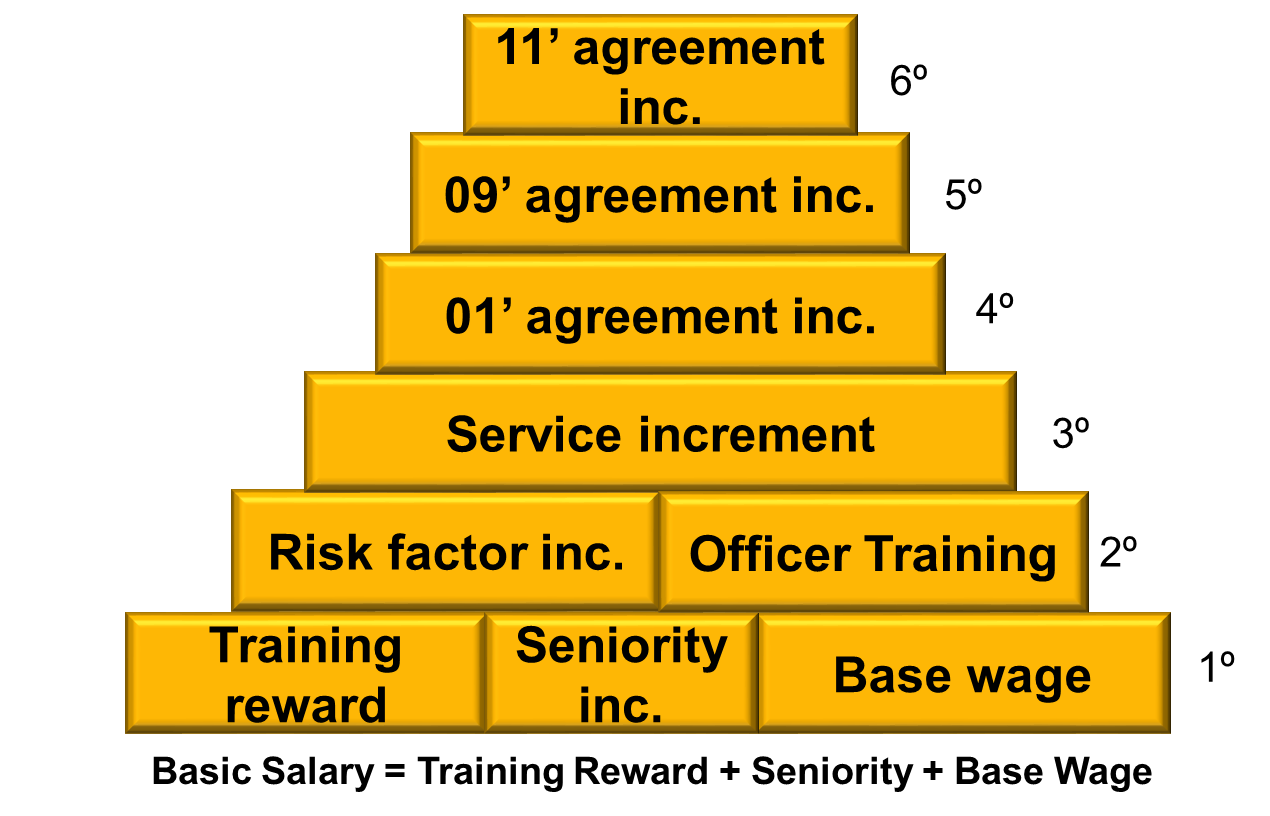 11’ agreement
inc.
6º
09’ agreement inc.
5º
01’ agreement inc.
4º
Service increment
3º
Risk factor inc.
Officer Training
2º
Training
reward
Seniority
inc.
Base wage
1º
Basic Salary = Training Reward + Seniority + Base Wage